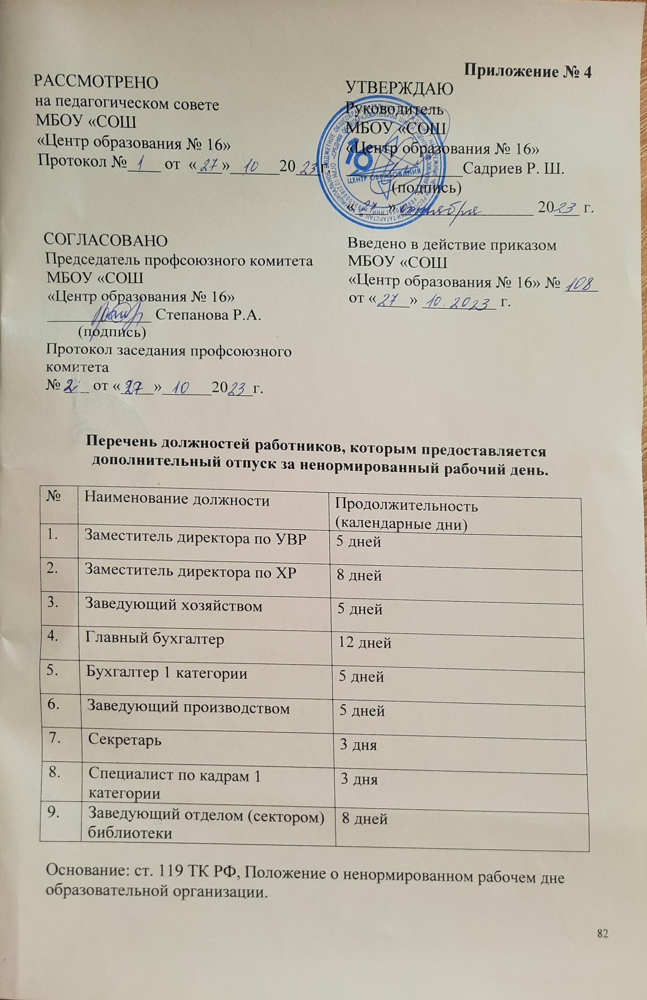 Приложение № 4
РАССМОТРЕНО
на педагогическом совете
МБОУ «СОШ
«Центр образования № 16»
Протокол № 1 от «27» 10 2023 г.
УТВЕРЖДАЮ
Руководитель
МБОУ «СОШ
«Центр образования № 16»
Садриев Р. Ш.
(подпись)
«27» октября 2023 г.
16
ЦЕНТР ОБРАЗОВАНИЯ
СОГЛАСОВАНО
Председатель профсоюзного комитета
МБОУ «СОШ
«Центр образования № 16»
Степанова Р.А.
(подпись)
Протокол заседания профсоюзного
комитета
№ 2 от «27» 10 2023 г.
Введено в действие приказом
МБОУ «СОШ
«Центр образования № 16» № 108
от «27» 10.2023 г.
Перечень должностей работников, которым предоставляется
дополнительный отпуск за ненормированный рабочий день.
№ Наименование должности Продолжительность
(календарные дни)
1. Заместитель директора по УВР 5 дней
2. Заместитель директора по ХР 8 дней
3. Заведующий хозяйством 5 дней
4. Главный бухгалтер 12 дней
5. Бухгалтер 1 категории 5 дней
6. Заведующий производством 5 дней
7. Секретарь 3 дня
8. Специалист по кадрам 1 3 дня
категории
9. Заведующий отделом (сектором) 8 дней
библиотеки
Основание: ст. 119 ТК РФ, Положение о ненормированном рабочем дне
образовательной организации.
82